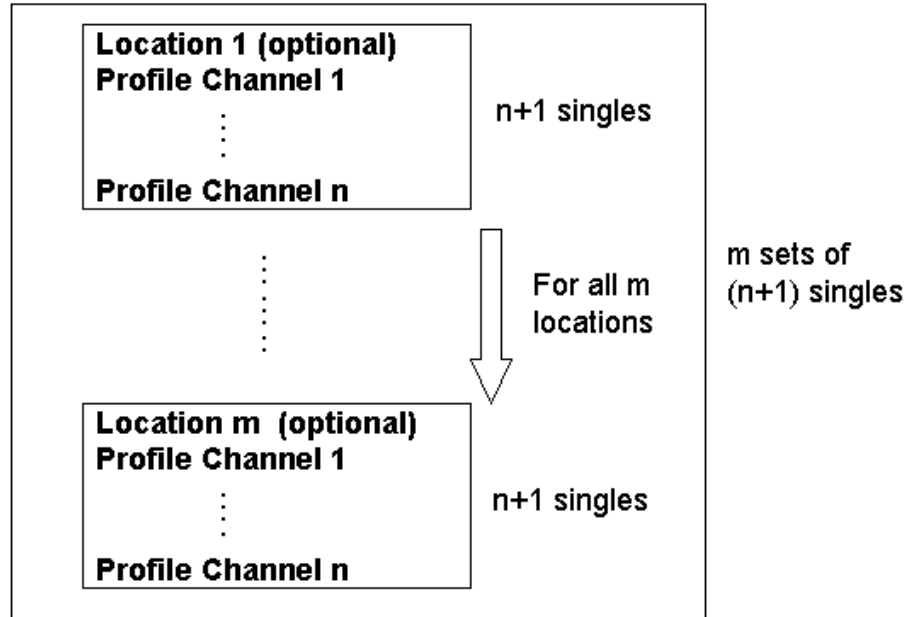 Location 1 (optional)
Profile Channel 1
Profile Channel n
n+1 singles
For all m
locations
m sets of
(n+1) singles
Location m (optional)
Profile Channel 1
Profile Channel n
n+1 singles